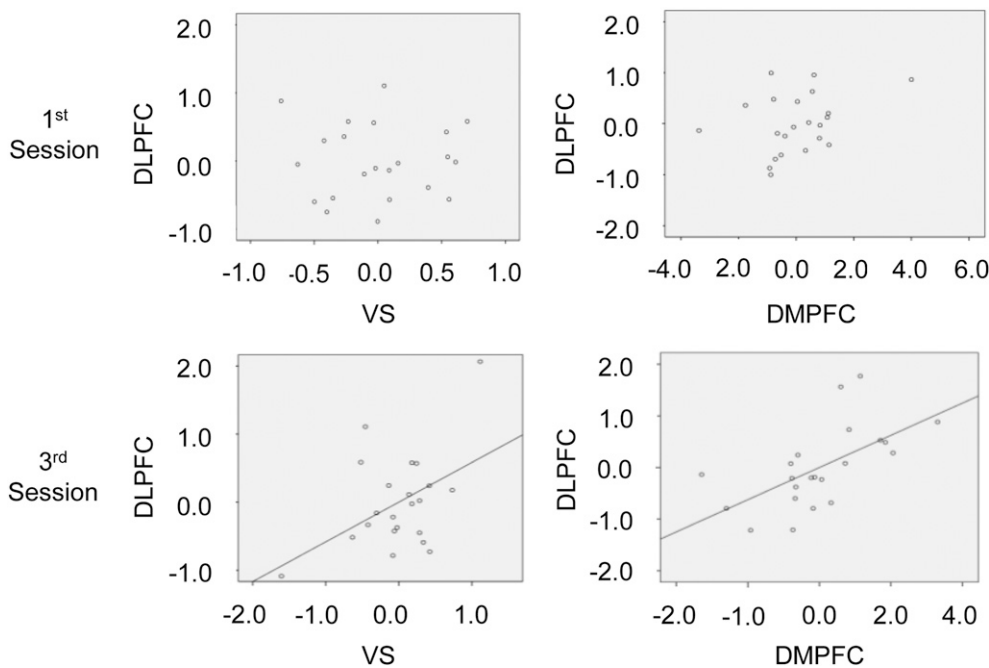 1st
Session
DLPFC
2.0
1.0
0.0
-1.0
-1.0 -0.5 0.0 0.5 1.0
VS
DLPFC
2.0
1.0
0.0
-1.0
-2.0
-4.0 2.0 0.0 2.0 4.0 6.0
DMPFC
3rd
Session
DLPFC
2.0
1.0
0.0
-1.0
-2.0 -1.0 0.0 1.0
VS
DLPFC
2.0
1.0
0.0
-1.0
-2.0
-2.0 -1.0 0.0 2.0 4.0
DMPFC